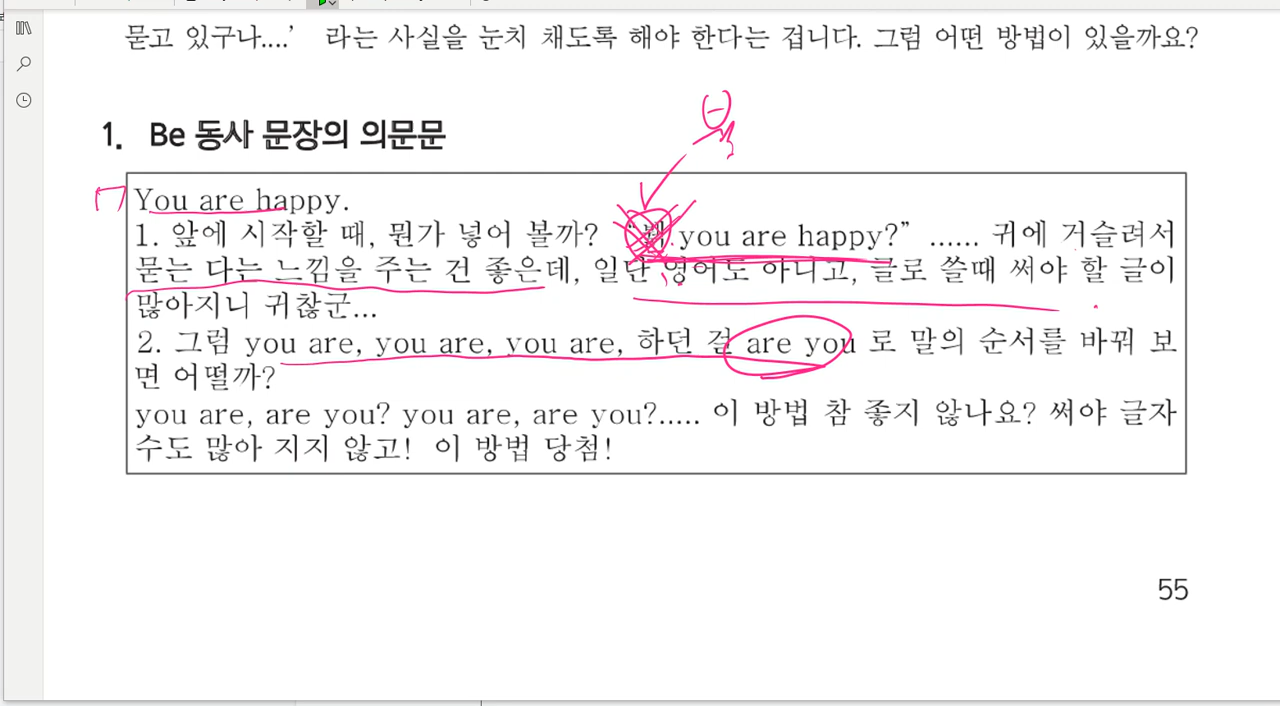 묻고 있구나....’ 라는 사실을 눈치 채도록 해야 한다는 겁니다. 그럼 어떤 방법이 있을까요?
1. Be 동사 문장의 의문문
You are happy.
1. 앞에 시작할 때, 뭔가 넣어 볼까? “ you are happy?” ...... 귀에 거슬려서
묻는 다는 느낌을 주는 건 좋은데, 일단 영어도 아니고, 글로 쓸때 써야 할 글이
많아지니 귀찮군...
2. 그럼 you are, you are, you are, 하던 걸 are you 로 말의 순서를 바꿔 보
면 어떨까?
you are, are you? you are, are you?..... 이 방법 참 좋지 않나요? 써야 글자
수도 많아 지지 않고! 이 방법 당첨!
55